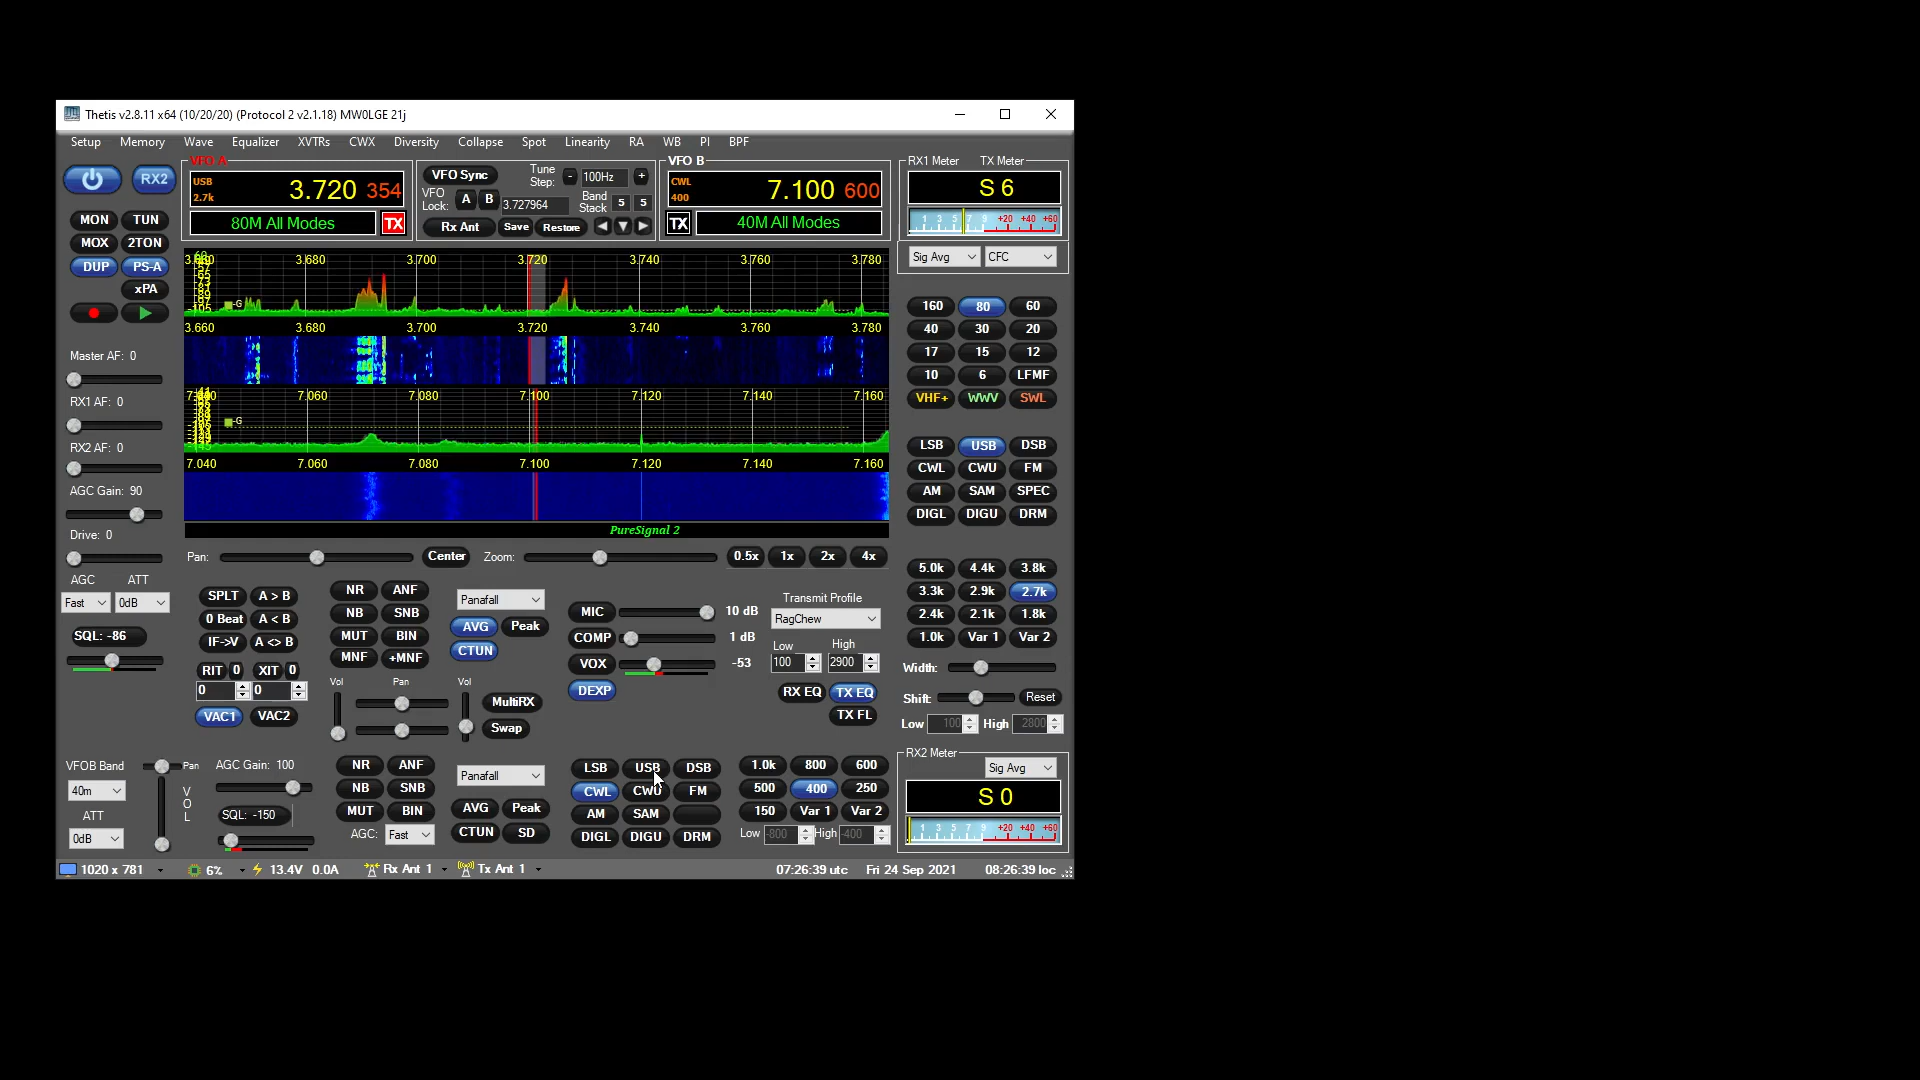 Thetis v2.8.11 x64 (10/20/20) (Protocol 2 v2.1.18) MW0LGE 21j
Setup Memory Wave Equalizer XVTRs CWX Diversity Collapse Spot Linearity RA WB PI BPF
RX2
MON TUN
MOX 2TON
DUP PS-A
xPA
Master AF: 0
RX1 AF: 0
RX2 AF: 0
AGC Gain: 90
Drive: 0
AGC ATT
Fast 0dB
SQL: -86
VFO A
USB 3.720 354
2.7k
80M All Modes TX
VFO Sync Tune Step: - 100Hz +
VFO Lock: A B 3.727964 Band Stack 5 5
Rx Ant Save Restore
VFO B
CWL 7.100 600
400
TX 40M All Modes
RX1 Meter TX Meter
S 6
1 3 5 7 9 +20 +40 +60
Sig Avg CFC
3.680 3.700 3.720 3.740 3.760 3.780
-G
3.660 3.680 3.700 3.720 3.740 3.760 3.780
7.060 7.080 7.100 7.120 7.140 7.160
-G
7.040 7.060 7.080 7.100 7.120 7.140 7.160
PureSignal 2
160 80 60
40 30 20
17 15 12
10 6 LFMF
VHF+ WWV SWL
LSB USB DSB
CWL CWU FM
AM SAM SPEC
DIGL DIGU DRM
Pan: Center Zoom: 0.5x 1x 2x 4x
5.0k 4.4k 3.8k
3.3k 2.9k 2.7k
2.4k 2.1k 1.8k
1.0k Var 1 Var 2
Width:
Shift: Reset
Low 100 High 2800
SPLT A > B
0 Beat A < B
IF->V A <> B
RIT 0 XIT 0
0 0
VAC1 VAC2
NR ANF
NB SNB
MUT BIN
MNF +MNF
Vol Pan Vol
MultiRX
Swap
Panafall
AVG Peak
CTUN
MIC 10 dB
COMP 1 dB
VOX -53
DEXP
Transmit Profile
RagChew
Low High
100 2900
RX EQ TX EQ
TX FL
VFOB Band Pan
40m
ATT
0dB
VOL
AGC Gain: 100
SQL: -150
NR ANF
NB SNB
MUT BIN
AGC: Fast
Panafall
AVG Peak
CTUN SD
LSB USB DSB
CWL CWU FM
AM SAM
DIGL DIGU DRM
1.0k 800 600
500 400 250
150 Var 1 Var 2
Low -800 High -400
RX2 Meter
Sig Avg
S 0
1 3 5 7 9 +20 +40 +60
1020 x 781 6% 13.4V 0.0A Rx Ant 1 Tx Ant 1 07:26:39 utc Fri 24 Sep 2021 08:26:39 loc